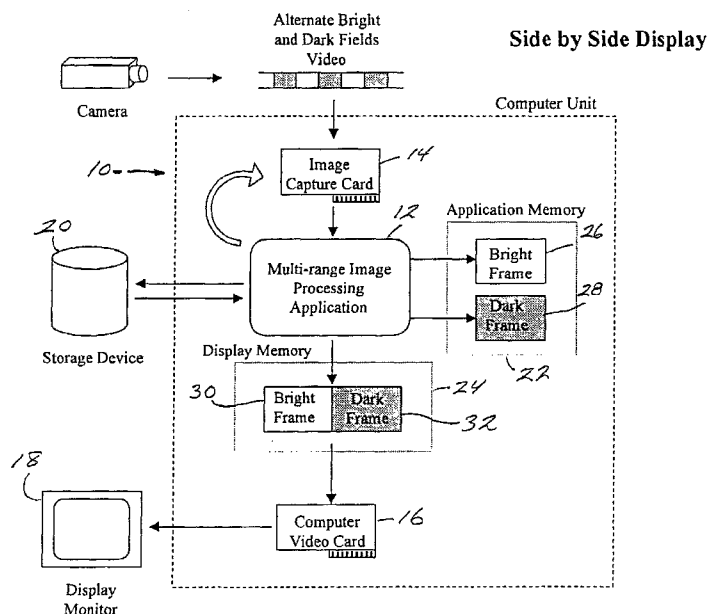 Alternate Bright
and Dark Fields
Video
Side by Side Display
Camera
Computer Unit
10
Image
Capture Card
14
20
12
Application Memory
Multi-range Image
Processing
Application
Bright
Frame
26
Dark
Frame
28
22
Storage Device
Display Memory
30
Bright
Frame
Dark
Frame
24
32
18
Computer
Video Card
16
Display
Monitor